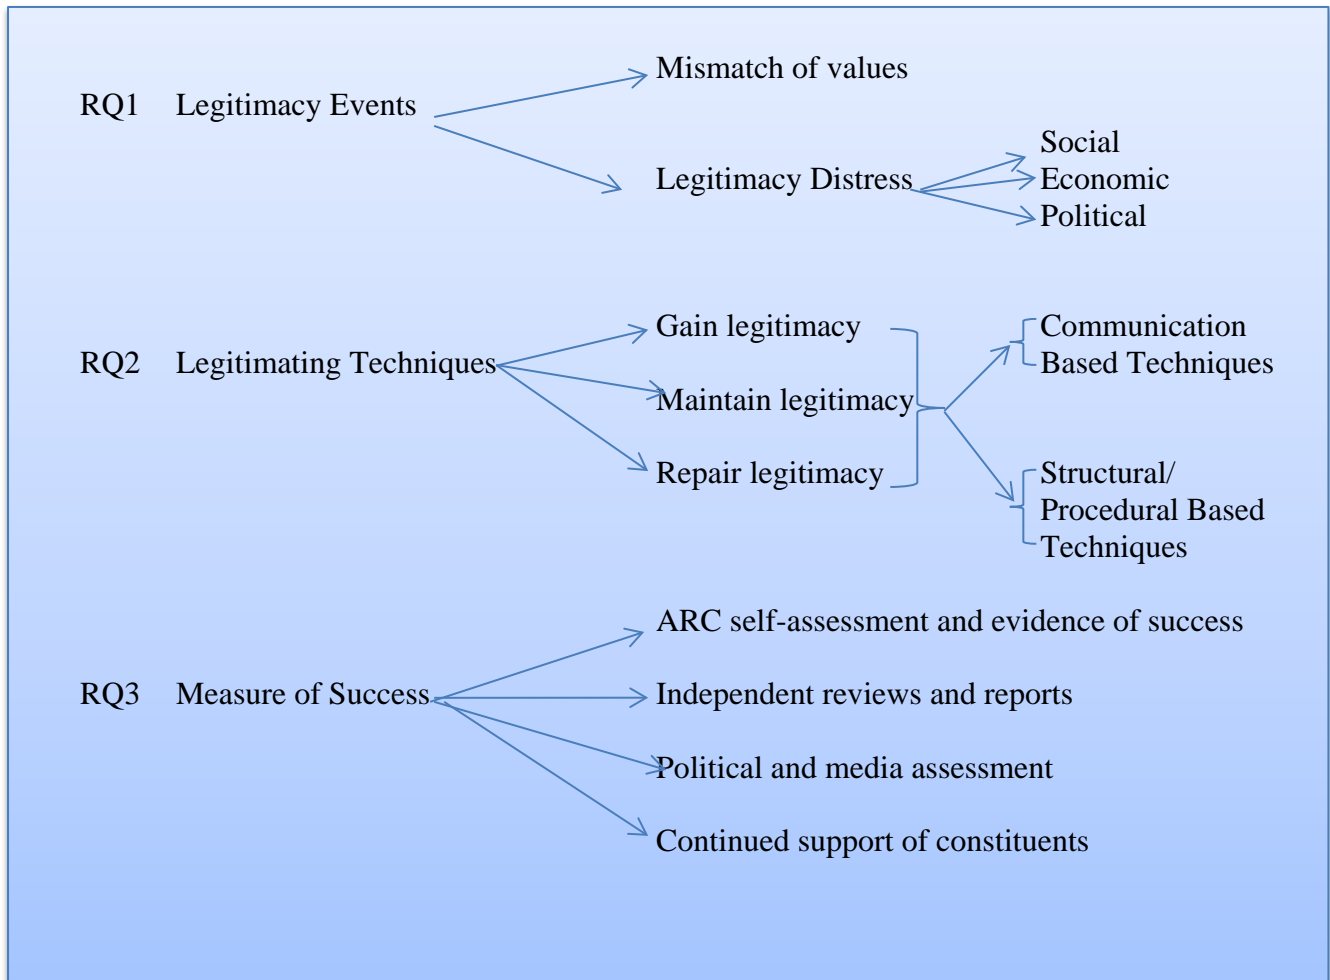 Mismatch of values
RQ1 Legitimacy Events
Social
Legitimacy Distress
Economic
Political
Gain legitimacy
Communication
RQ2 Legitimating Techniques
Based Techniques
Maintain legitimacy
Repair legitimacy
Structural/
Procedural Based
Techniques
ARC self-assessment and evidence of success
RQ3 Measure of Success
Independent reviews and reports
Political and media assessment
Continued support of constituents